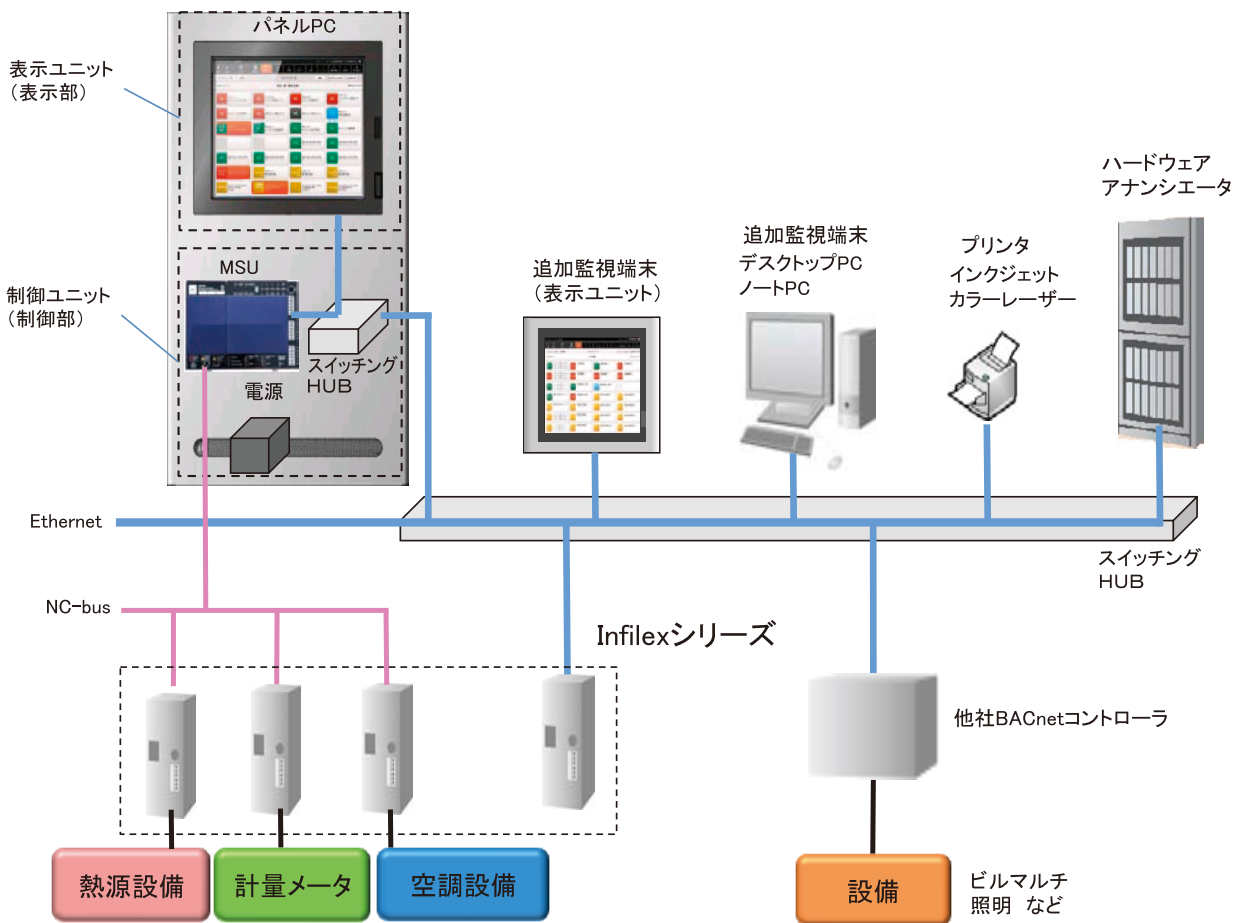 パネルPC
表示ユニット
（表示部）
ハードウェア
アナンシエータ
MSU
制御ユニット
（制御部）
スイッチング
HUB
電源
追加監視端末
（表示ユニット）
追加監視端末
デスクトップPC
ノートPC
プリンタ
インクジェット
カラーレーザー
Ethernet
スイッチング
HUB
NC-bus
Infilexシリーズ
他社BACnetコントローラ
熱源設備
計量メータ
空調設備
設備
ビルマルチ
照明 など